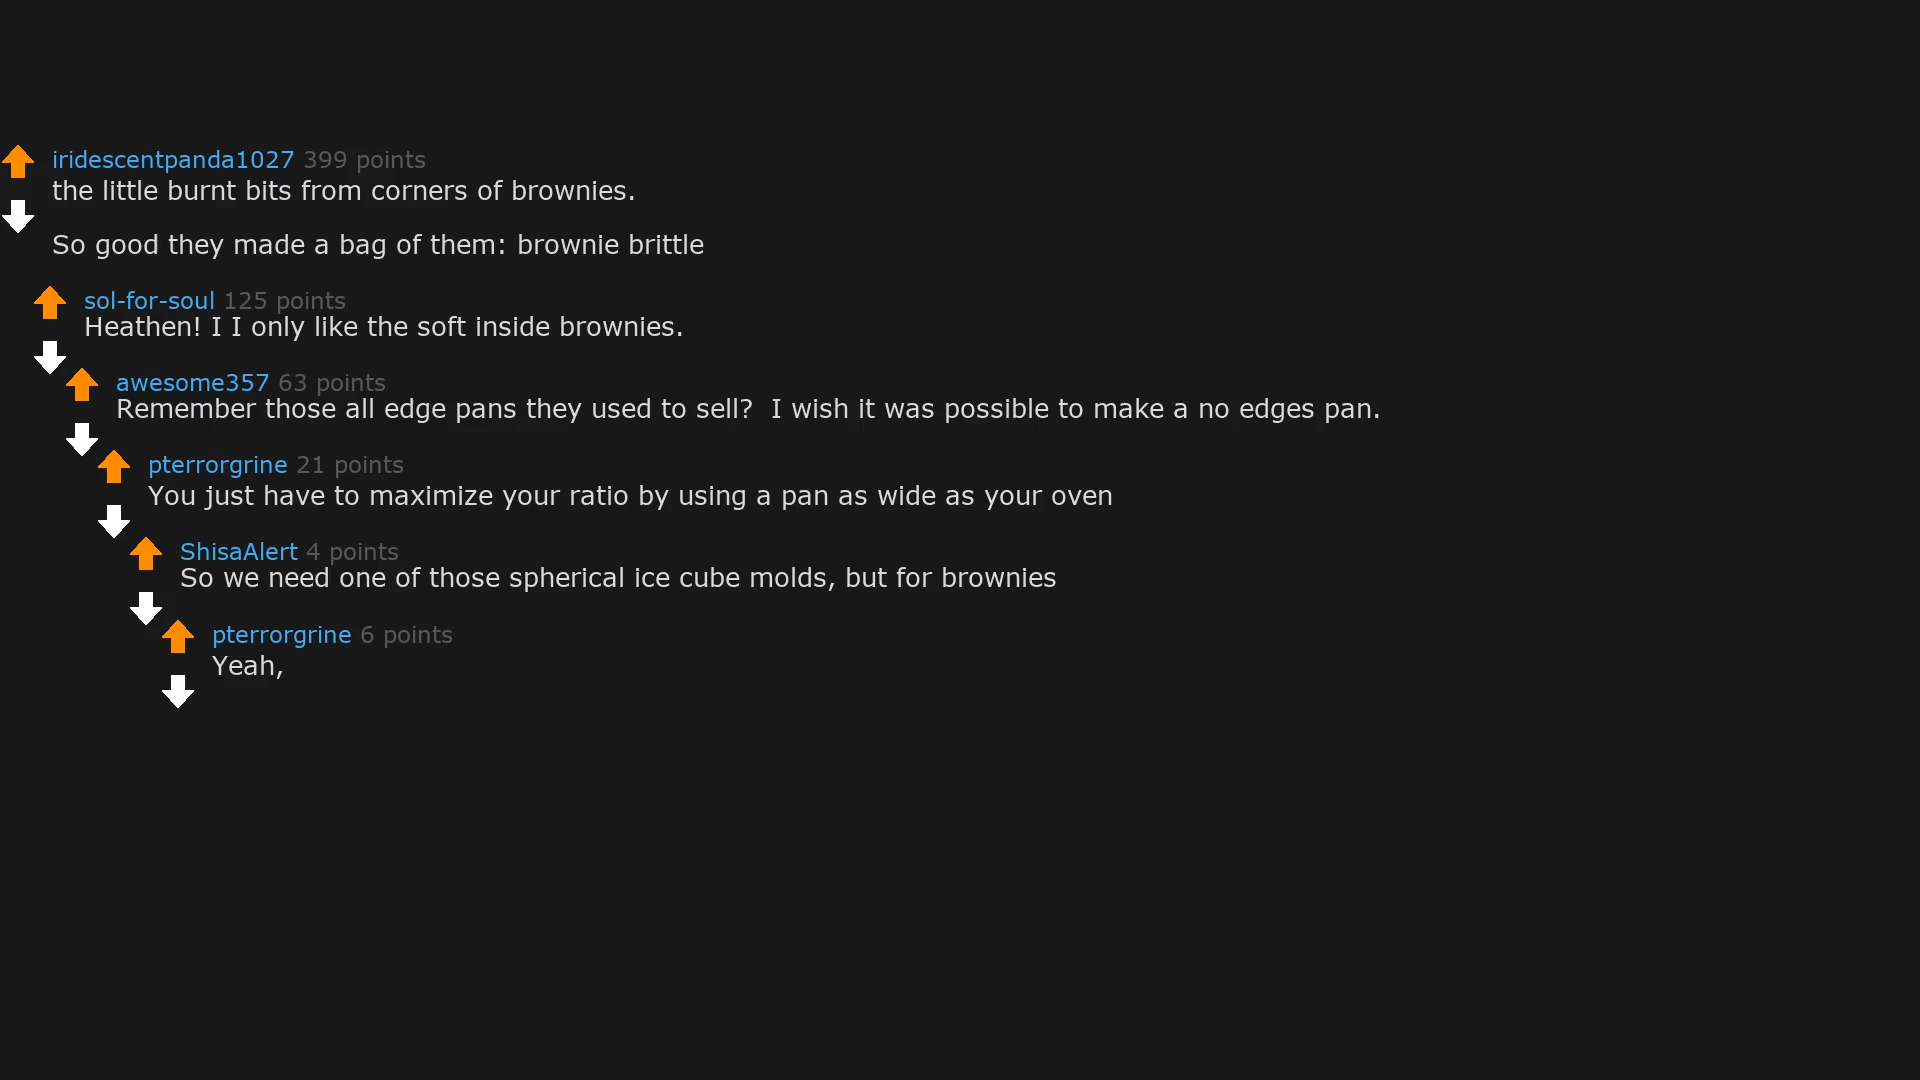 iridescentpanda1027 399 points
the little burnt bits from corners of brownies.
So good they made a bag of them: brownie brittle
sol-for-soul 125 points
Heathen! I I only like the soft inside brownies.
awesome357 63 points
Remember those all edge pans they used to sell?  I wish it was possible to make a no edges pan.
pterrorgrine 21 points
You just have to maximize your ratio by using a pan as wide as your oven
ShisaAlert 4 points
So we need one of those spherical ice cube molds, but for brownies
pterrorgrine 6 points
Yeah,